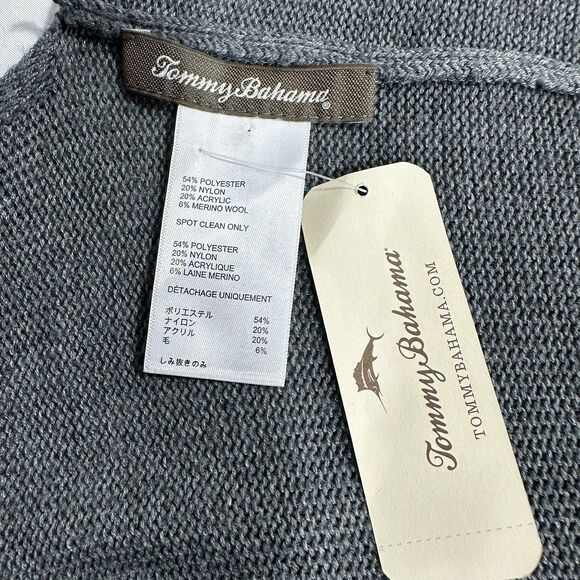 Tommy Bahama®
54% POLYESTER
20% NYLON
20% ACRYLIC
6% MERINO WOOL
SPOT CLEAN ONLY
54% POLYESTER
20% NYLON
20% ACRYLIQUE
6% LAINE MERINO
DÉTACHAGE UNIQUEMENT
ポリエステル 54%
ナイロン 20%
アクリル 20%
毛 6%
しみ抜きのみ
Tommy Bahama®
TOMMYBAHAMA.COM